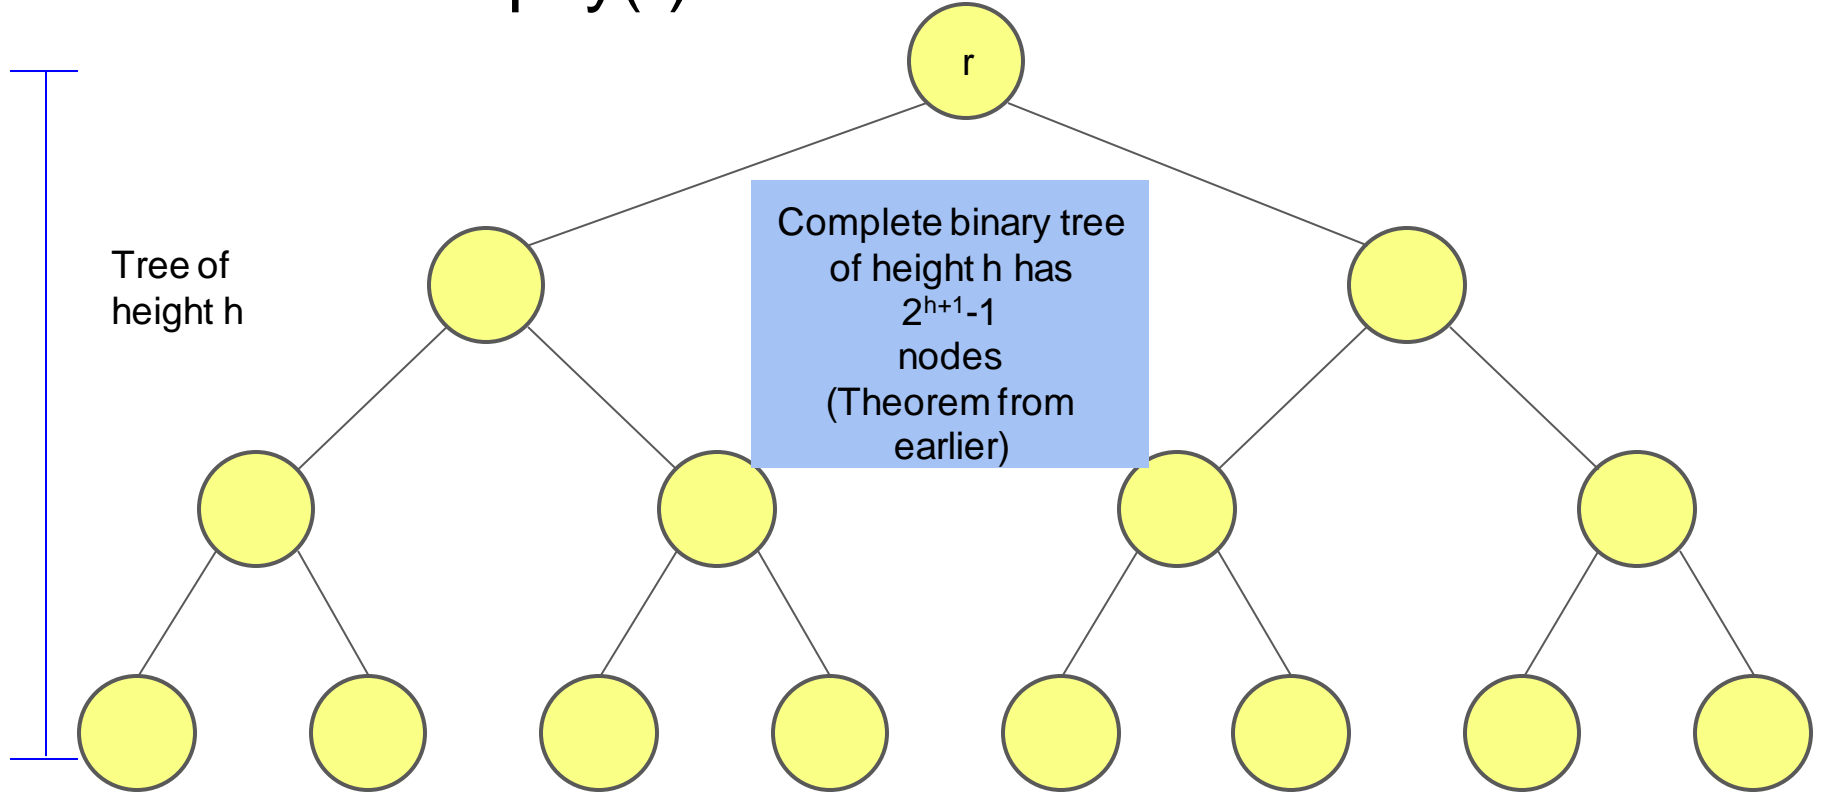 r
Tree of
height h
Complete binary tree
of height h has
2ʰ⁺¹-1
nodes
(Theorem from
earlier)